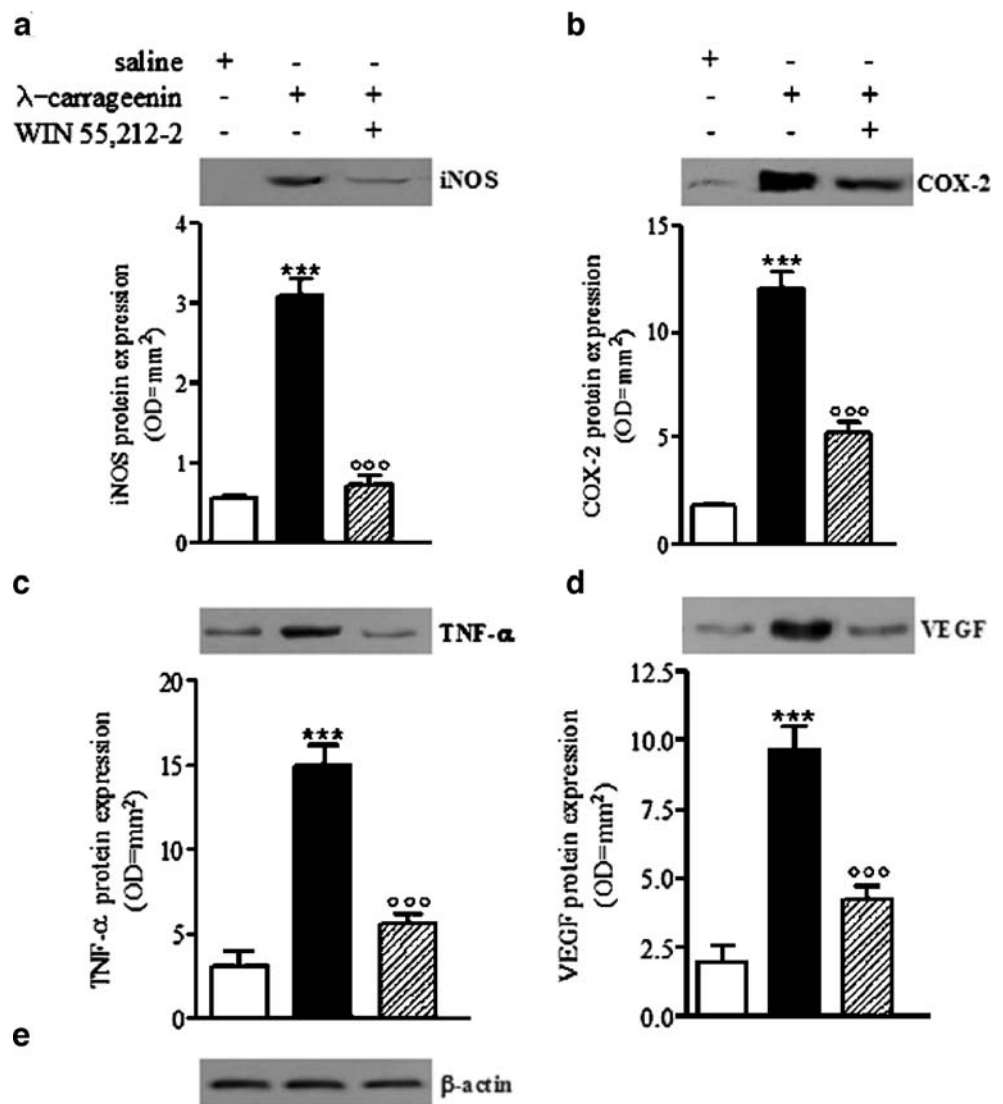 a
saline + - -
λ-carrageenin - + +
WIN 55,212-2 - - +
iNOS
iNOS protein expression
(OD=mm²)
4
3
2
1
0
***
°°°
b
+ - -
- + +
- - +
COX-2
COX-2 protein expression
(OD=mm²)
15
10
5
0
***
°°°
c
TNF-α
TNF-α protein expression
(OD=mm²)
20
15
10
5
0
***
°°°
d
VEGF
VEGF protein expression
(OD=mm²)
12.5
10.0
7.5
5.0
2.5
0.0
***
°°°
e
β-actin